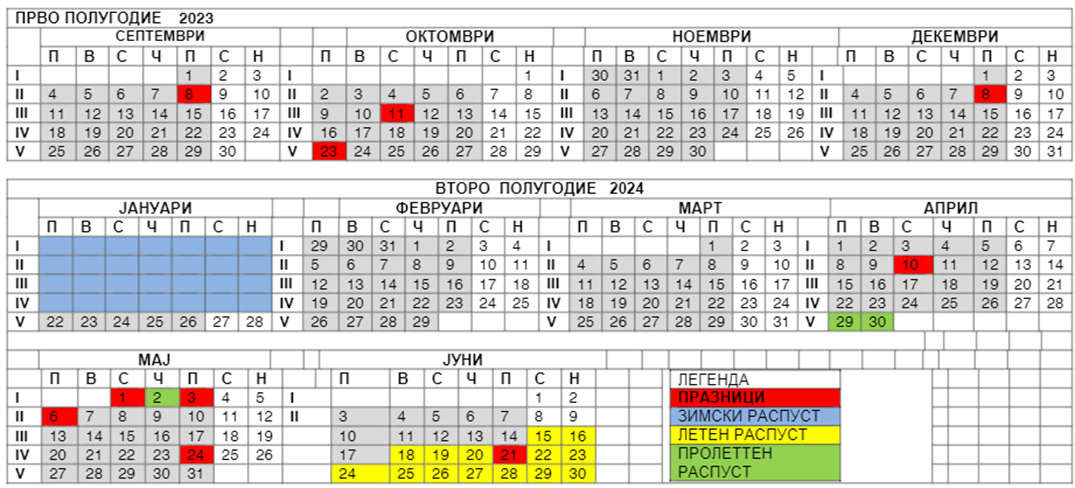 ПРВО ПОЛУГОДИЕ 2023
СЕПТЕМВРИ ОКТОМВРИ НОЕМВРИ ДЕКЕМВРИ
П В С Ч П С Н П В С Ч П С Н П В С Ч П С Н П В С Ч П С Н
I 1 2 3 I 1 I 30 31 1 2 3 4 5 I 1 2 3
II 4 5 6 7 8 9 10 II 2 3 4 5 6 7 8 II 6 7 8 9 10 11 12 II 4 5 6 7 8 9 10
III 11 12 13 14 15 16 17 III 9 10 11 12 13 14 15 III 13 14 15 16 17 18 19 III 11 12 13 14 15 16 17
IV 18 19 20 21 22 23 24 IV 16 17 18 19 20 21 22 IV 20 21 22 23 24 25 26 IV 18 19 20 21 22 23 24
V 25 26 27 28 29 30 V 23 24 25 26 27 28 29 V 27 28 29 30 V 25 26 27 28 29 30 31
ВТОРО ПОЛУГОДИЕ 2024
ЈАНУАРИ ФЕВРУАРИ МАРТ АПРИЛ
П В С Ч П С Н П В С Ч П С Н П В С Ч П С Н П В С Ч П С Н
I I 29 30 31 1 2 3 4 I 1 2 3 I 1 2 3 4 5 6 7
II II 5 6 7 8 9 10 11 II 4 5 6 7 8 9 10 II 8 9 10 11 12 13 14
III III 12 13 14 15 16 17 18 III 11 12 13 14 15 16 17 III 15 16 17 18 19 20 21
IV IV 19 20 21 22 23 24 25 IV 18 19 20 21 22 23 24 IV 22 23 24 25 26 27 28
V 22 23 24 25 26 27 28 V 26 27 28 29 V 25 26 27 28 29 30 31 V 29 30
МАЈ ЈУНИ
П В С Ч П С Н П В С Ч П С Н ЛЕГЕНДА
I 1 2 3 4 5 I 1 2 ПРАЗНИЦИ
II 6 7 8 9 10 11 12 II 3 4 5 6 7 8 9 ЗИМСКИ РАСПУСТ
III 13 14 15 16 17 18 19 10 11 12 13 14 15 16 ЛЕТЕН РАСПУСТ
IV 20 21 22 23 24 25 26 17 18 19 20 21 22 23 ПРОЛЕТТЕН
V 27 28 29 30 31 24 25 26 27 28 29 30 РАСПУСТ